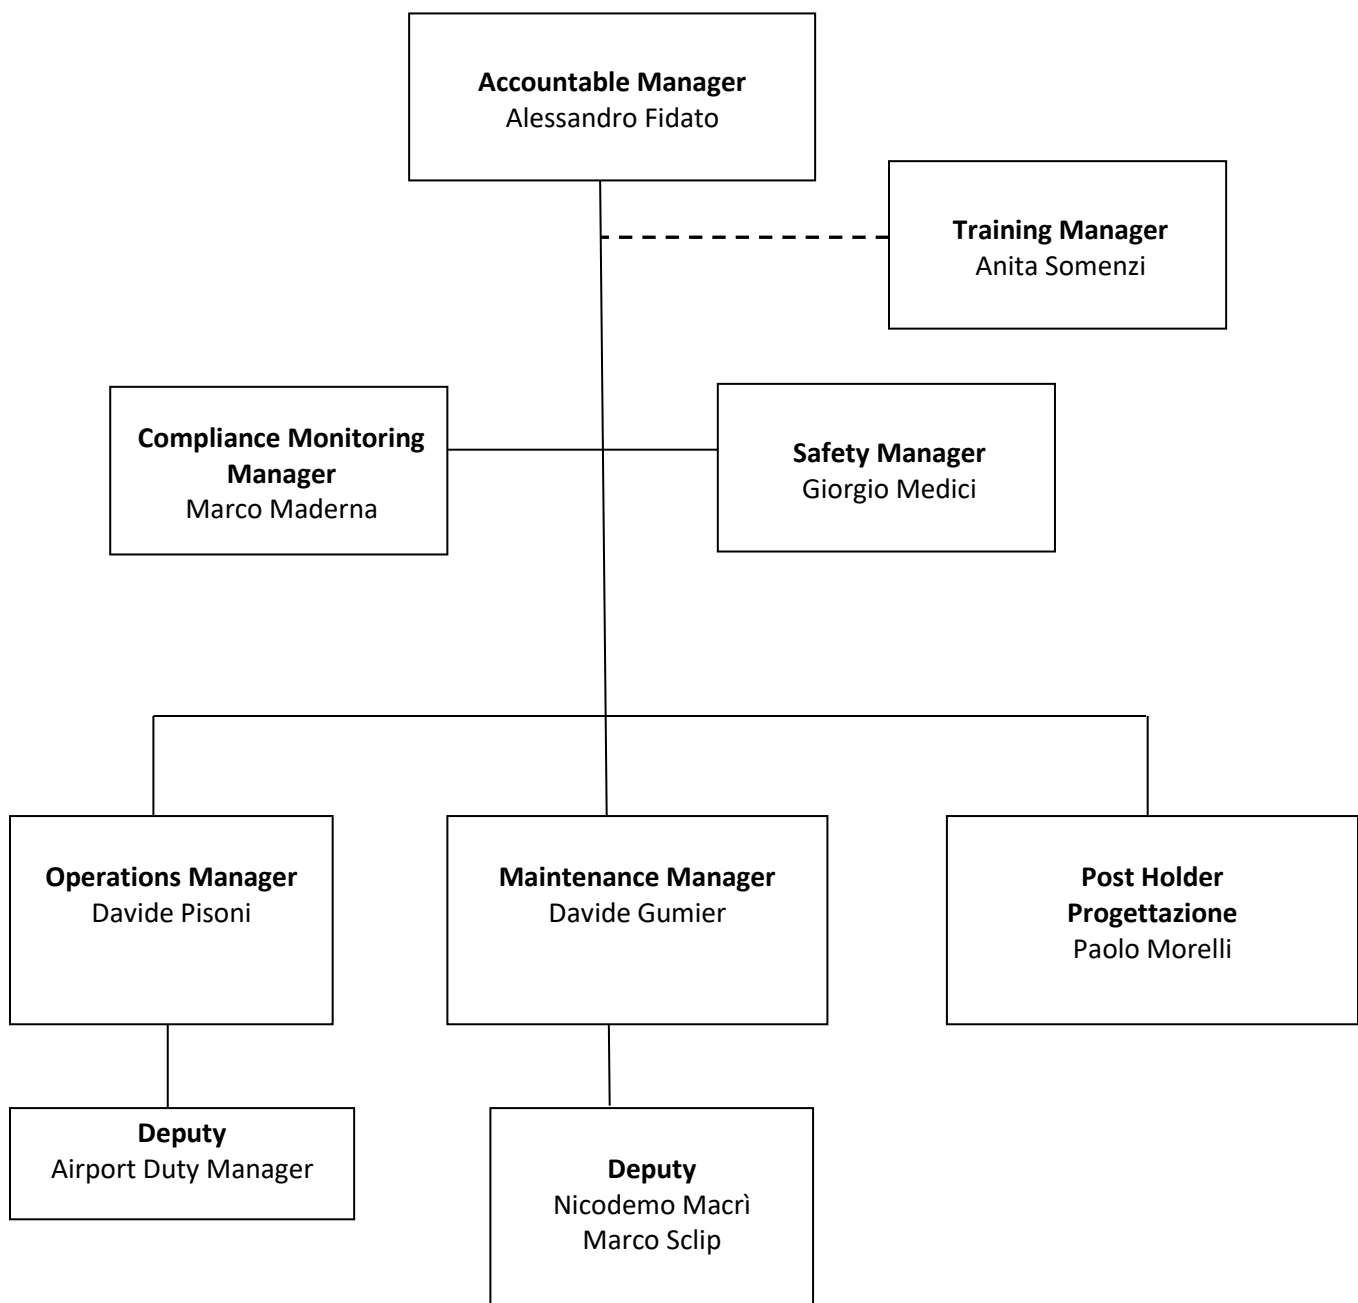 Accountable Manager
Alessandro Fidato
Training Manager
Anita Somenzi
Compliance Monitoring
Manager
Marco Maderna
Safety Manager
Giorgio Medici
Operations Manager
Davide Pisoni
Maintenance Manager
Davide Gumier
Post Holder
Progettazione
Paolo Morelli
Deputy
Airport Duty Manager
Deputy
Nicodemo Macrì
Marco Sclip